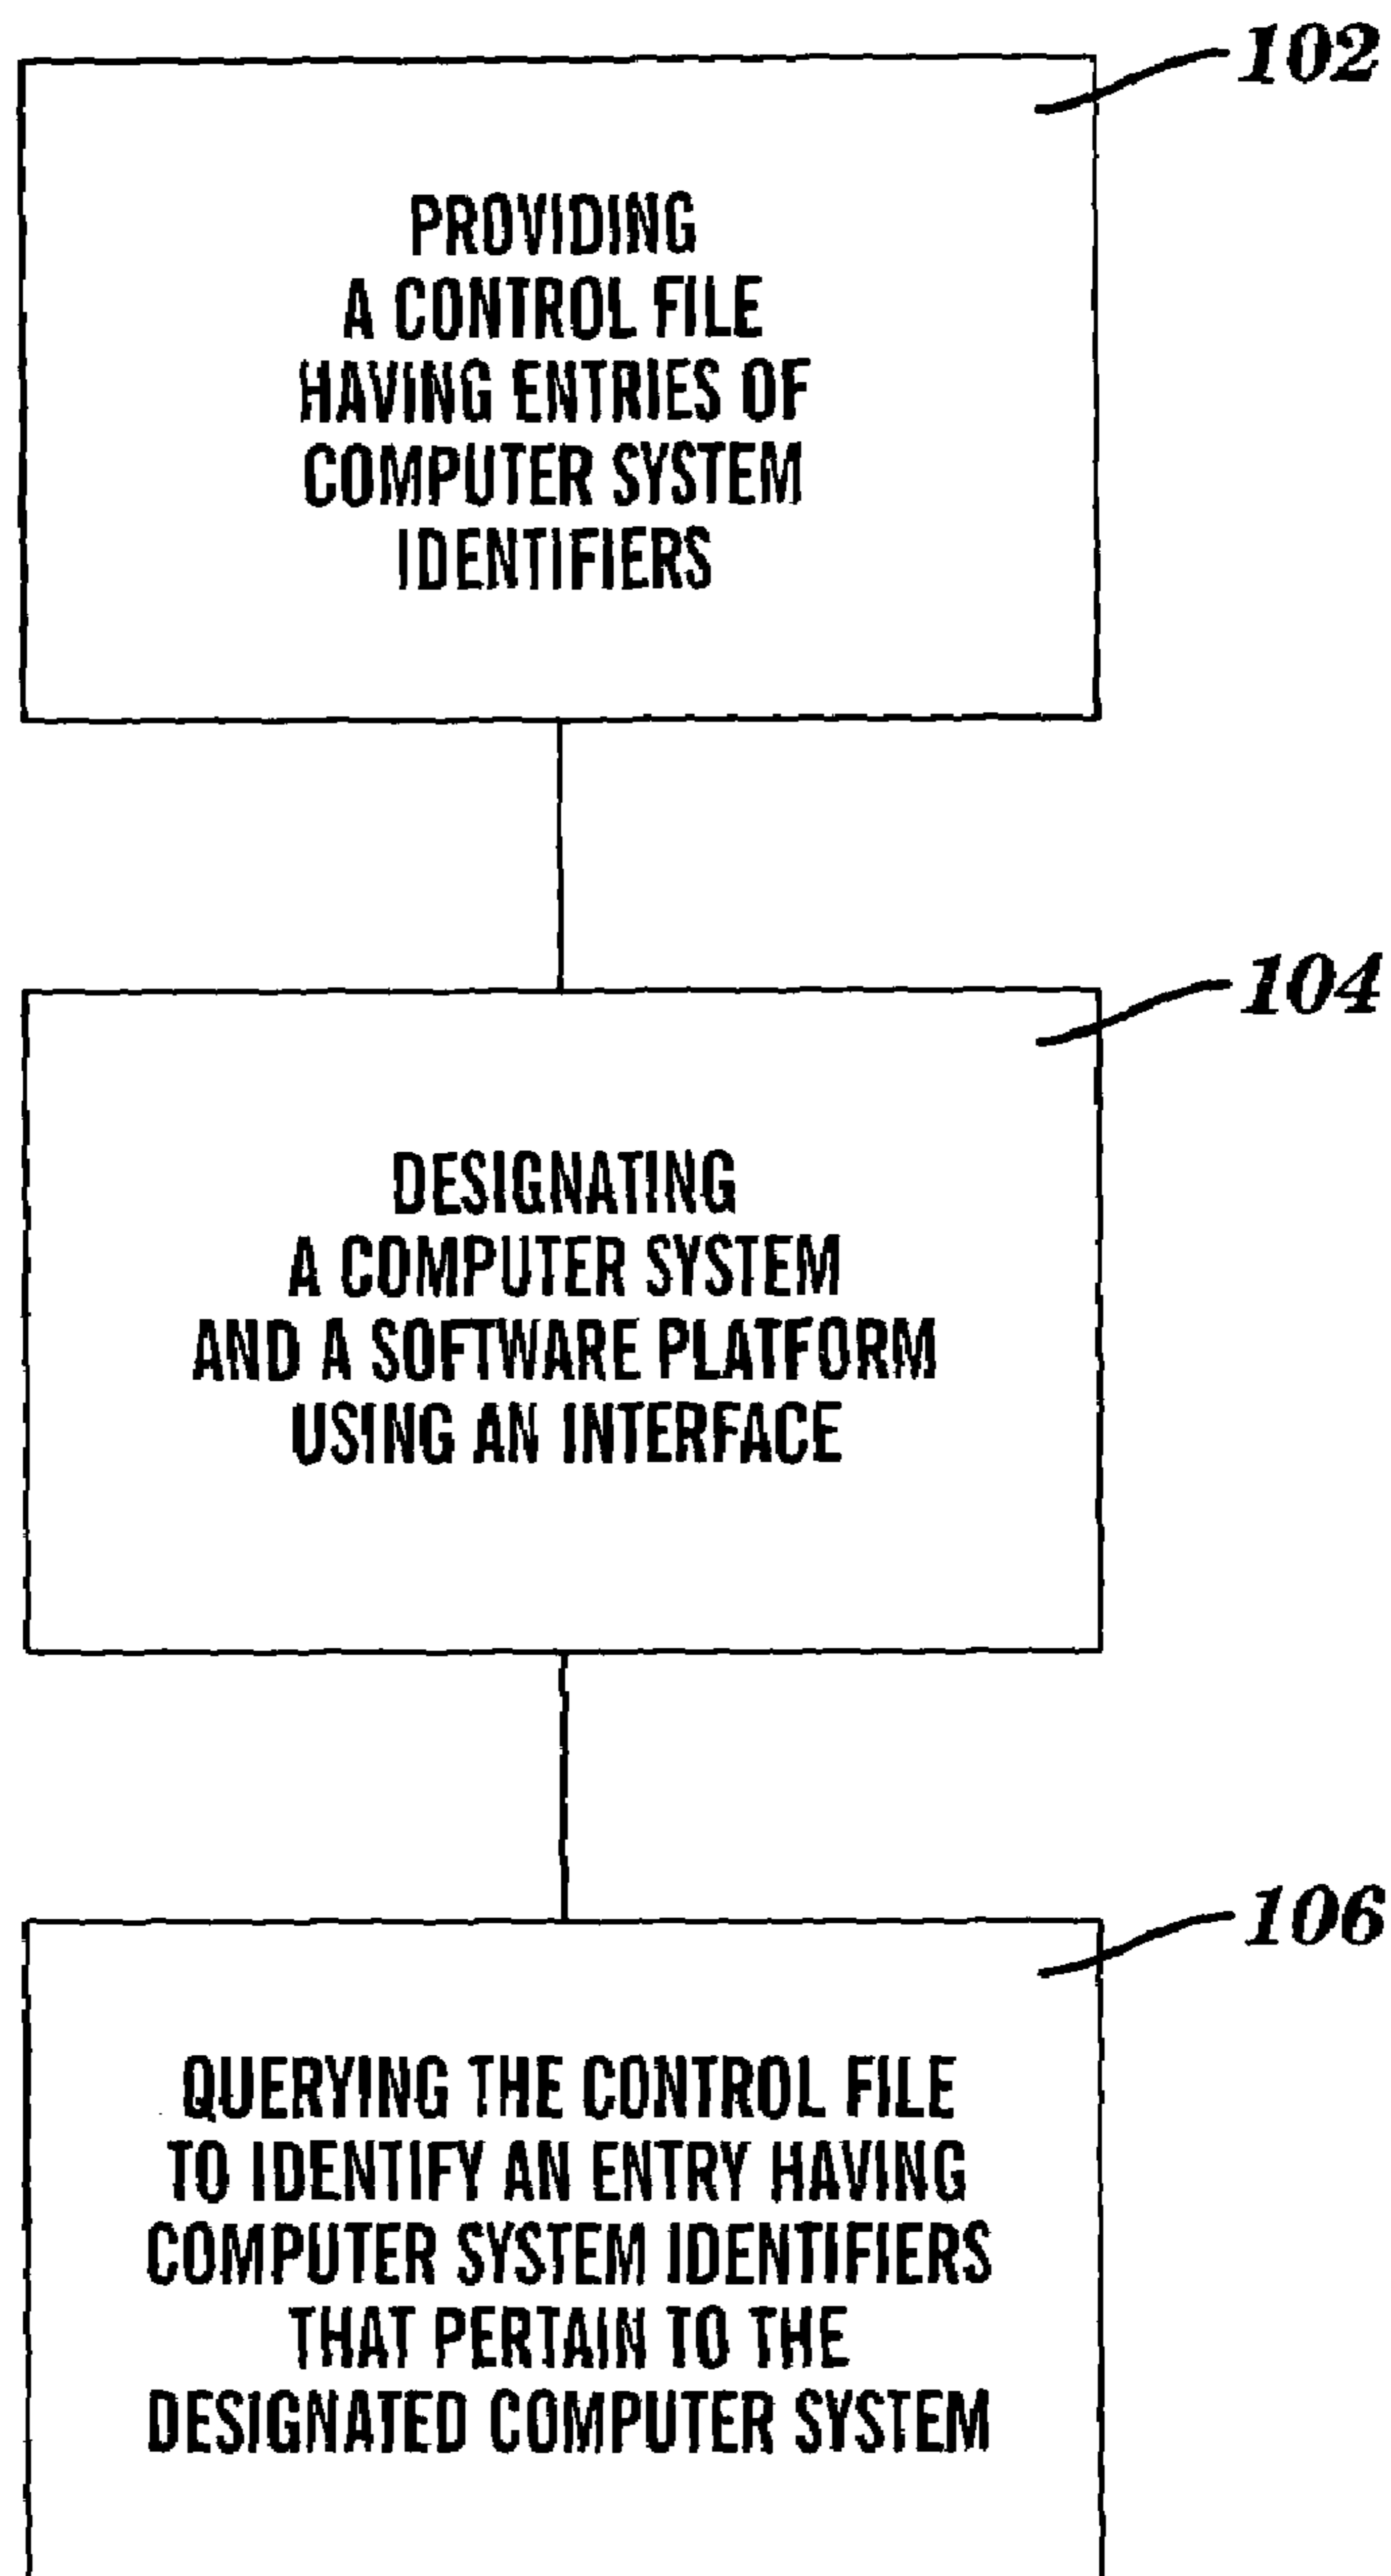 102
PROVIDING
A CONTROL FILE
HAVING ENTRIES OF
COMPUTER SYSTEM
IDENTIFIERS
104
DESIGNATING
A COMPUTER SYSTEM
AND A SOFTWARE PLATFORM
USING AN INTERFACE
106
QUERYING THE CONTROL FILE
TO IDENTIFY AN ENTRY HAVING
COMPUTER SYSTEM IDENTIFIERS
THAT PERTAIN TO THE
DESIGNATED COMPUTER SYSTEM